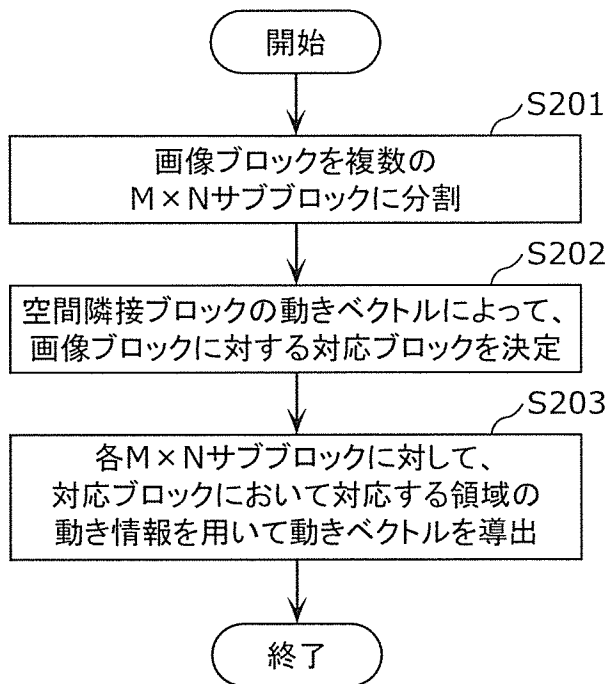 開始
S201
画像ブロックを複数の
M×Nサブブロックに分割
S202
空間隣接ブロックの動きベクトルによって、
画像ブロックに対する対応ブロックを決定
S203
各M×Nサブブロックに対して、
対応ブロックにおいて対応する領域の
動き情報を用いて動きベクトルを導出
終了